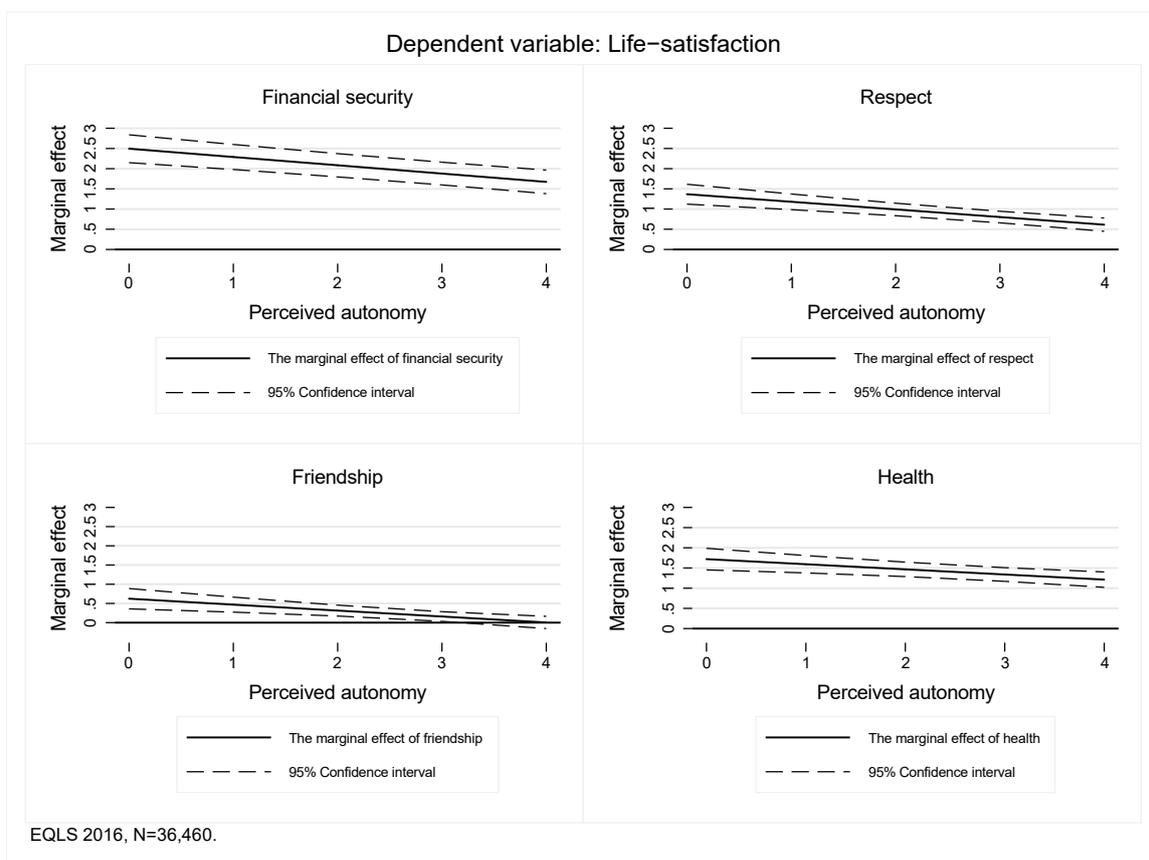 Dependent variable: Life−satisfaction
Financial security
Marginal effect
0 .5 1 1.5 2 2.5 3
0 1 2 3 4
Perceived autonomy
The marginal effect of financial security
95% Confidence interval
Respect
Marginal effect
0 .5 1 1.5 2 2.5 3
0 1 2 3 4
Perceived autonomy
The marginal effect of respect
95% Confidence interval
Friendship
Marginal effect
0 .5 1 1.5 2 2.5 3
0 1 2 3 4
Perceived autonomy
The marginal effect of friendship
95% Confidence interval
Health
Marginal effect
0 .5 1 1.5 2 2.5 3
0 1 2 3 4
Perceived autonomy
The marginal effect of health
95% Confidence interval
EQLS 2016, N=36,460.